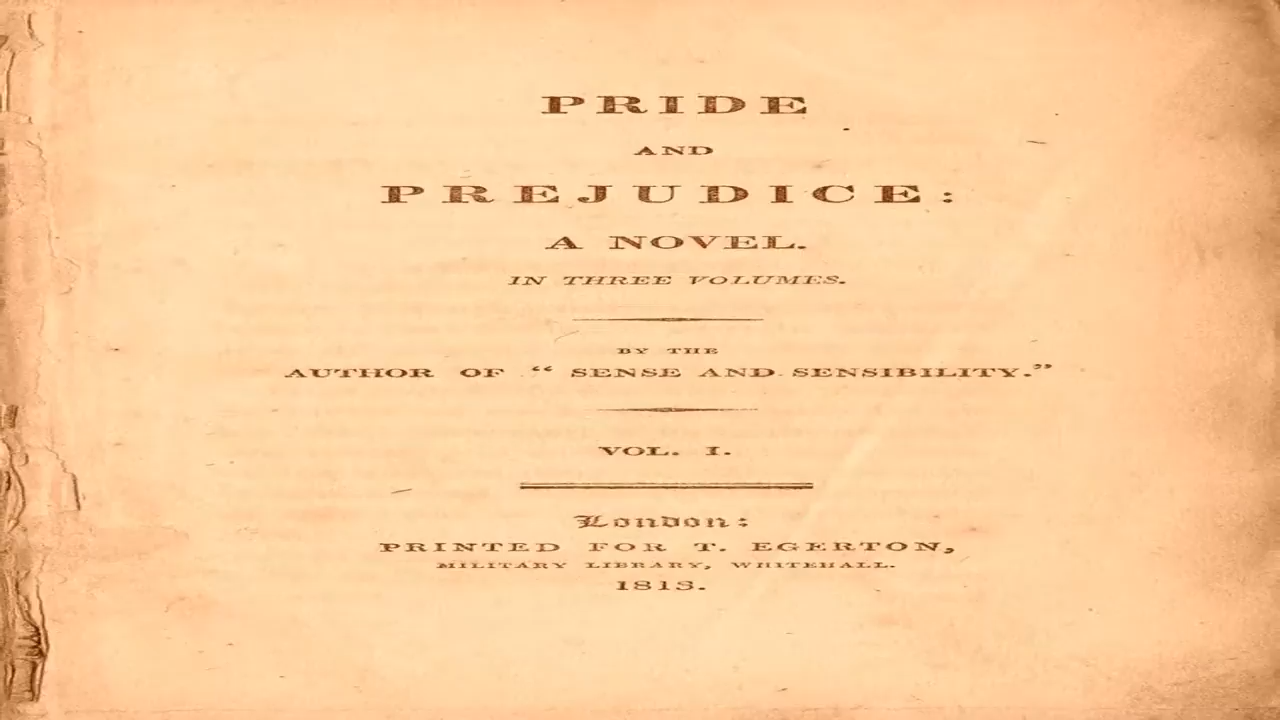 PRIDE
AND
PREJUDICE:
A NOVEL.
IN THREE VOLUMES.
BY THE
AUTHOR OF “ SENSE AND SENSIBILITY.”
VOL. I.
London:
PRINTED FOR T. EGERTON,
MILITARY LIBRARY, WHITEHALL.
1813.